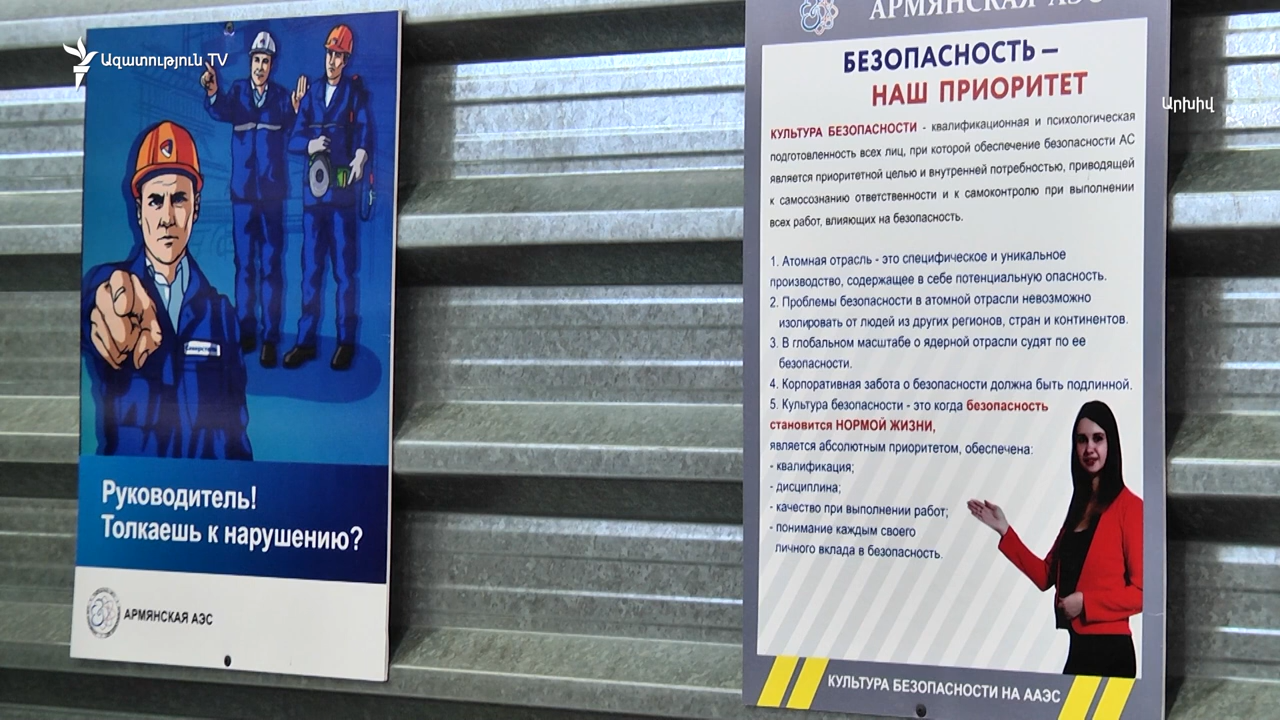 Ազատություն TV
Արխիվ
Руководитель!
Толкаешь к нарушению?
АРМЯНСКАЯ АЭС
АРМЯНСКАЯ АЭС
БЕЗОПАСНОСТЬ –
НАШ ПРИОРИТЕТ
КУЛЬТУРА БЕЗОПАСНОСТИ - квалификационная и психологическая
подготовленность всех лиц, при которой обеспечение безопасности АС
является приоритетной целью и внутренней потребностью, приводящей
к самосознанию ответственности и к самоконтролю при выполнении
всех работ, влияющих на безопасность.
1. Атомная отрасль - это специфическое и уникальное
производство, содержащее в себе потенциальную опасность.
2. Проблемы безопасности в атомной отрасли невозможно
изолировать от людей из других регионов, стран и континентов.
3. В глобальном масштабе о ядерной отрасли судят по ее
безопасности.
4. Корпоративная забота о безопасности должна быть подлинной.
5. Культура безопасности - это когда безопасность
становится НОРМОЙ ЖИЗНИ,
является абсолютным приоритетом, обеспечена:
- квалификация;
- дисциплина;
- качество при выполнении работ;
- понимание каждым своего
личного вклада в безопасность.
КУЛЬТУРА БЕЗОПАСНОСТИ НА ААЭС